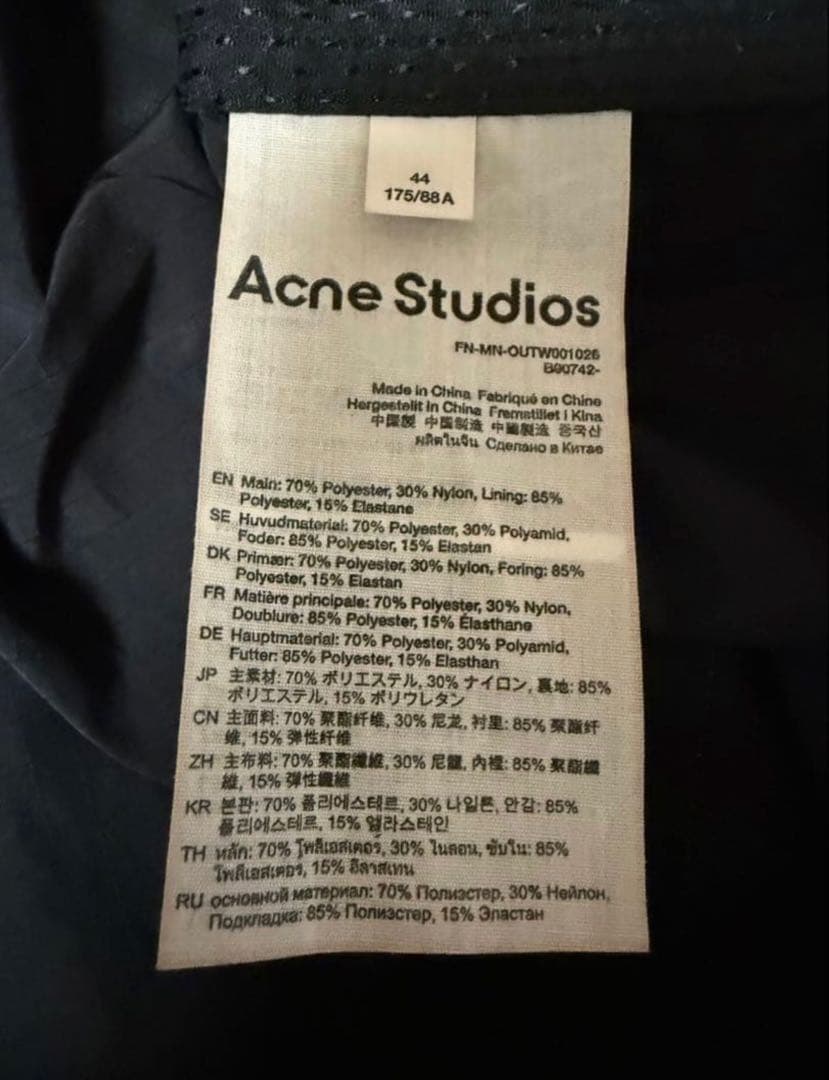 44
175/88A
Acne Studios
FN-MN-OUTW001026
B90742-
Made in China Fabriqué en Chine
Hergestellt in China Fremstillet i Kina
中国製 中国制造 中國製造 중국산
ผลิตในจีน Сделано в Китае
EN Main: 70% Polyester, 30% Nylon, Lining: 85%
Polyester, 15% Elastane
SE Huvudmaterial: 70% Polyester, 30% Polyamid,
Foder: 85% Polyester, 15% Elastan
DK Primær: 70% Polyester, 30% Nylon, Foring: 85%
Polyester, 15% Elastan
FR Matière principale: 70% Polyester, 30% Nylon,
Doublure: 85% Polyester, 15% Élasthane
DE Hauptmaterial: 70% Polyester, 30% Polyamid,
Futter: 85% Polyester, 15% Elasthan
JP 主素材: 70% ポリエステル, 30% ナイロン, 裏地: 85%
ポリエステル, 15% ポリウレタン
CN 主面料: 70% 聚酯纤维, 30% 尼龙, 衬里: 85% 聚酯纤
维, 15% 弹性纤维
ZH 主布料: 70% 聚酯纖維, 30% 尼龍, 內裡: 85% 聚酯纖
維, 15% 彈性纖維
KR 본판: 70% 폴리에스테르, 30% 나일론, 안감: 85%
폴리에스테르, 15% 엘라스테인
TH หลัก: 70% โพลีเอสเตอร์, 30% ไนลอน, ซับใน: 85%
โพลีเอสเตอร์, 15% อีลาสเทน
RU основной материал: 70% Полиэстер, 30% Нейлон,
Подкладка: 85% Полиэстер, 15% Эластан